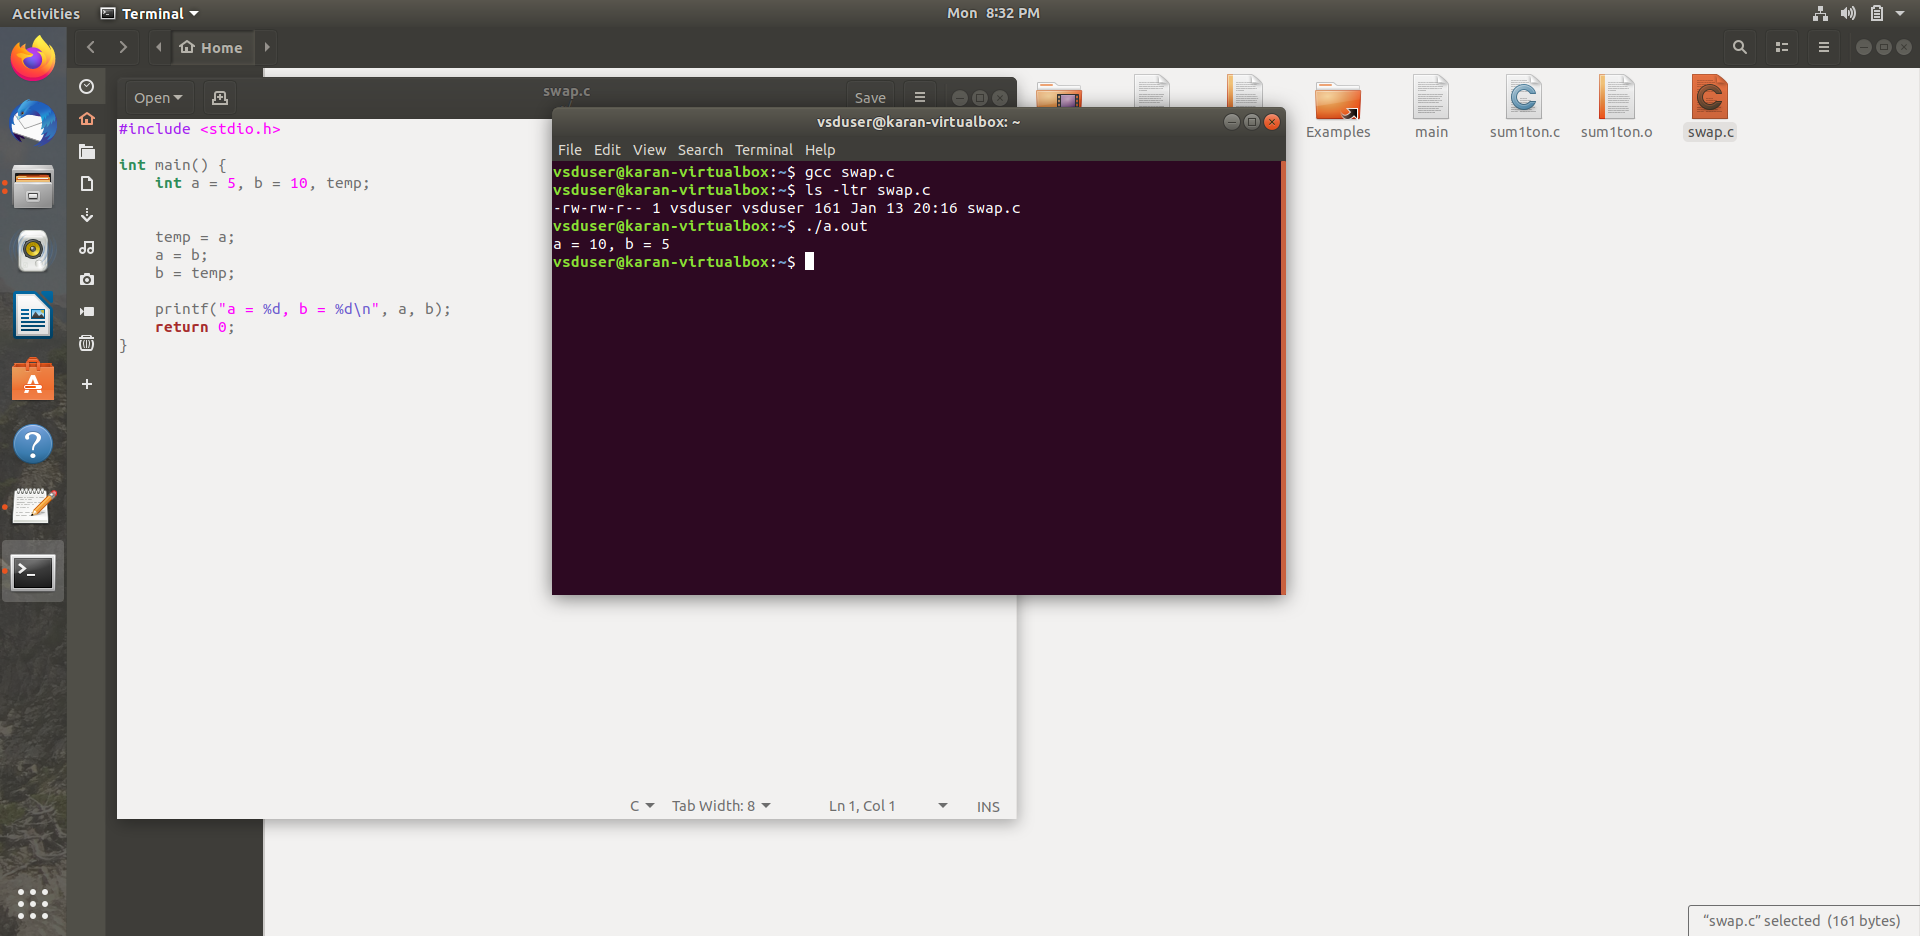 Activities
Terminal
Mon 8:32 PM
Home
Open
swap.c
Save
#include <stdio.h>
int main() {
int a = 5, b = 10, temp;
temp = a;
a = b;
b = temp;
printf("a = %d, b = %d\n", a, b);
return 0;
}
C
Tab Width: 8
Ln 1, Col 1
INS
vsduser@karan-virtualbox: ~
File Edit View Search Terminal Help
vsduser@karan-virtualbox:~$ gcc swap.c
vsduser@karan-virtualbox:~$ ls -ltr swap.c
-rw-rw-r-- 1 vsduser vsduser 161 Jan 13 20:16 swap.c
vsduser@karan-virtualbox:~$ ./a.out
a = 10, b = 5
vsduser@karan-virtualbox:~$
Examples
main
sum1ton.c
sum1ton.o
swap.c
“swap.c” selected (161 bytes)